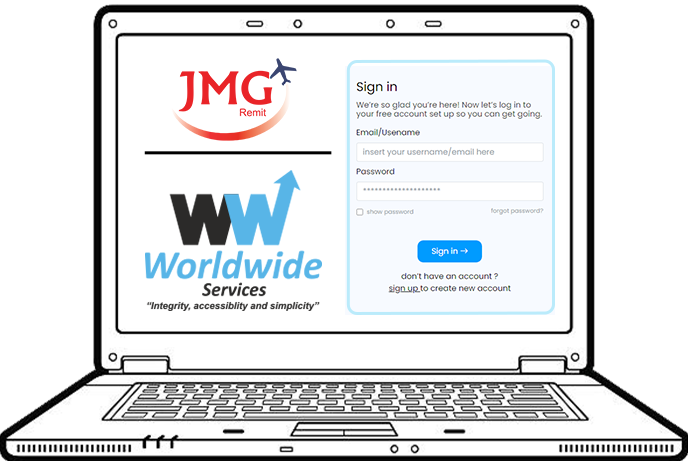 JMG
Remit
WW
Worldwide
Services
“Integrity, accessiblity and simplicity”
Sign in
We're so glad you're here! Now let's log in to
your free account set up so you can get going.
Email/Usename
insert your username/email here
Password
********************
show password
forgot password?
Sign in →
don't have an account ?
sign up to create new account